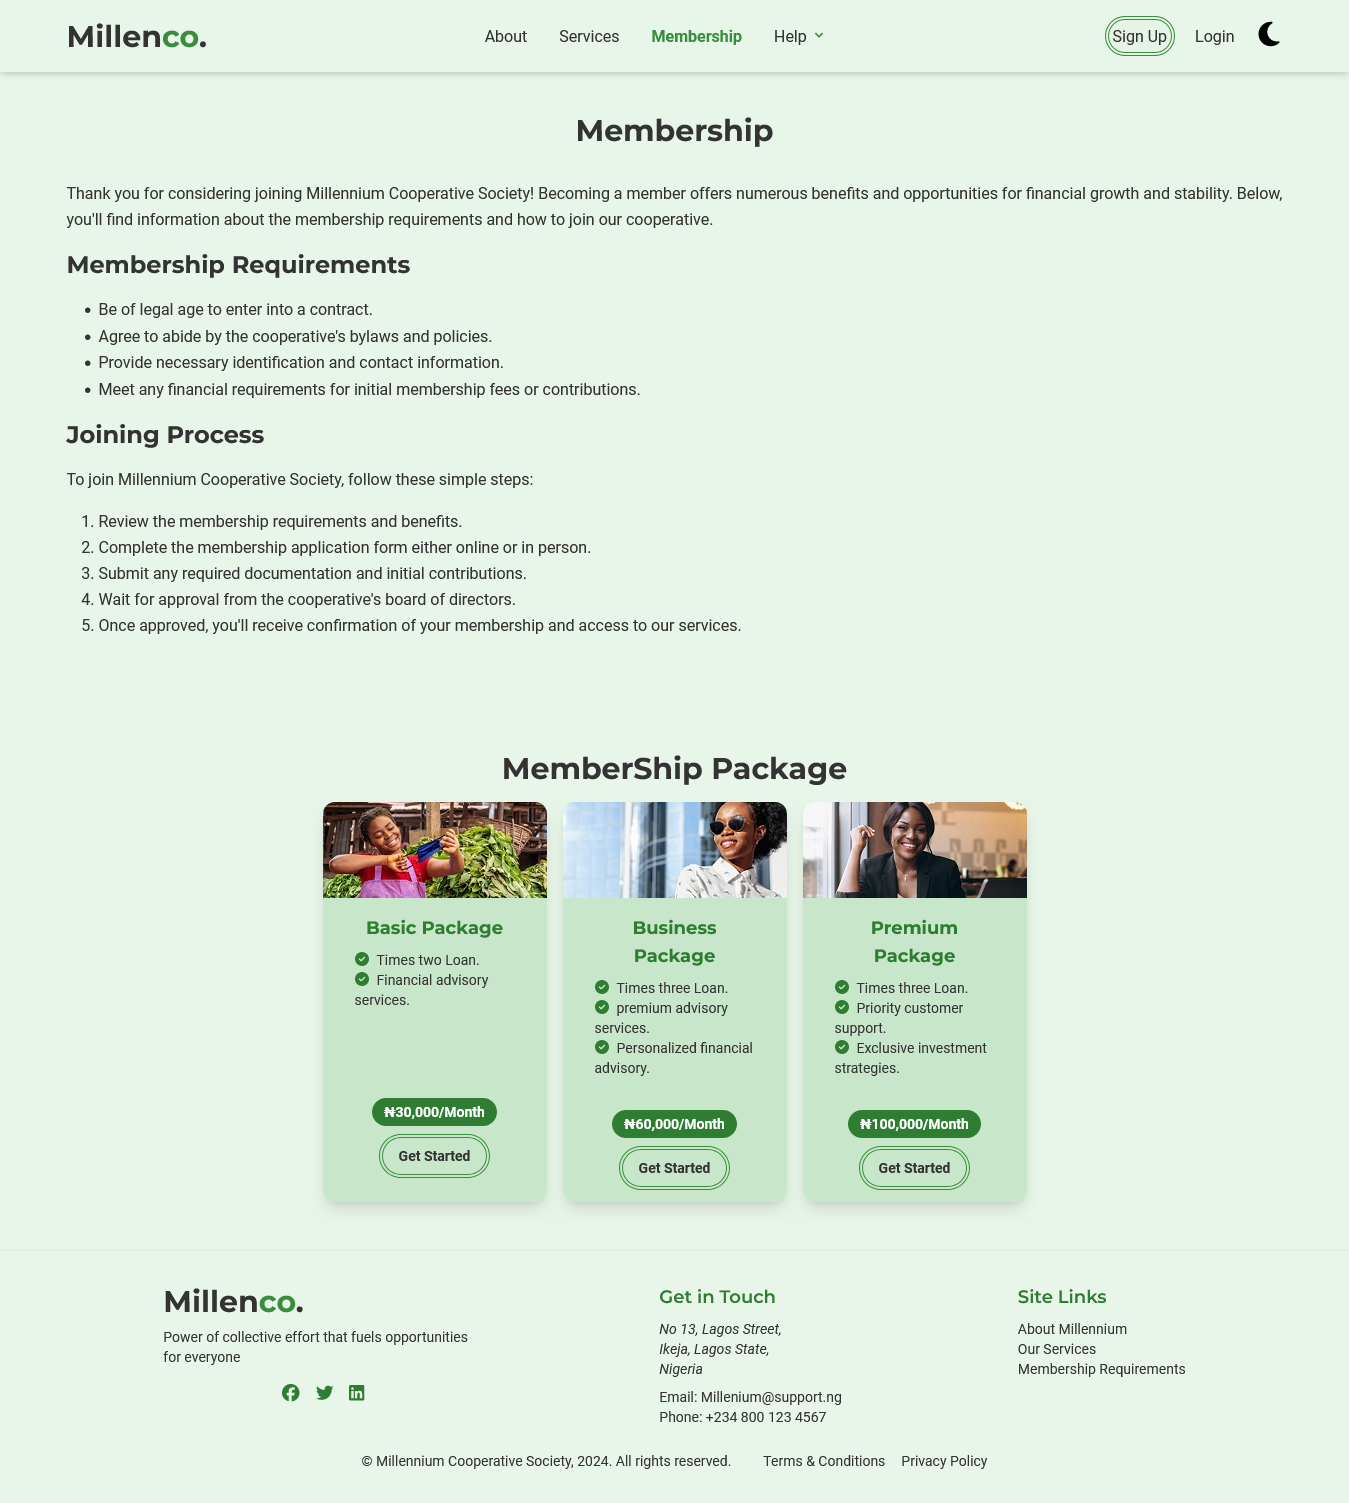 Millenco.
About
Services
Membership
Help
Sign Up
Login
Membership
Thank you for considering joining Millennium Cooperative Society! Becoming a member offers numerous benefits and opportunities for financial growth and stability. Below,
you'll find information about the membership requirements and how to join our cooperative.
Membership Requirements
• Be of legal age to enter into a contract.
• Agree to abide by the cooperative's bylaws and policies.
• Provide necessary identification and contact information.
• Meet any financial requirements for initial membership fees or contributions.
Joining Process
To join Millennium Cooperative Society, follow these simple steps:
1. Review the membership requirements and benefits.
2. Complete the membership application form either online or in person.
3. Submit any required documentation and initial contributions.
4. Wait for approval from the cooperative's board of directors.
5. Once approved, you'll receive confirmation of your membership and access to our services.
MemberShip Package
Basic Package
Times two Loan.
Financial advisory
services.
₦30,000/Month
Get Started
Business
Package
Times three Loan.
premium advisory
services.
Personalized financial
advisory.
₦60,000/Month
Get Started
Premium
Package
Times three Loan.
Priority customer
support.
Exclusive investment
strategies.
₦100,000/Month
Get Started
Millenco.
Power of collective effort that fuels opportunities
for everyone
Get in Touch
No 13, Lagos Street,
Ikeja, Lagos State,
Nigeria
Email: Millenium@support.ng
Phone: +234 800 123 4567
Site Links
About Millennium
Our Services
Membership Requirements
© Millennium Cooperative Society, 2024. All rights reserved.
Terms & Conditions
Privacy Policy